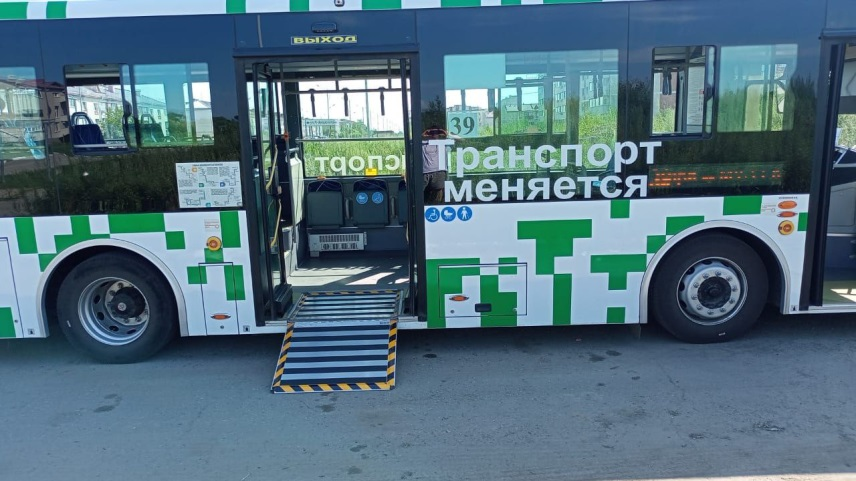 ВЫХОД
39
Транспорт
меняется